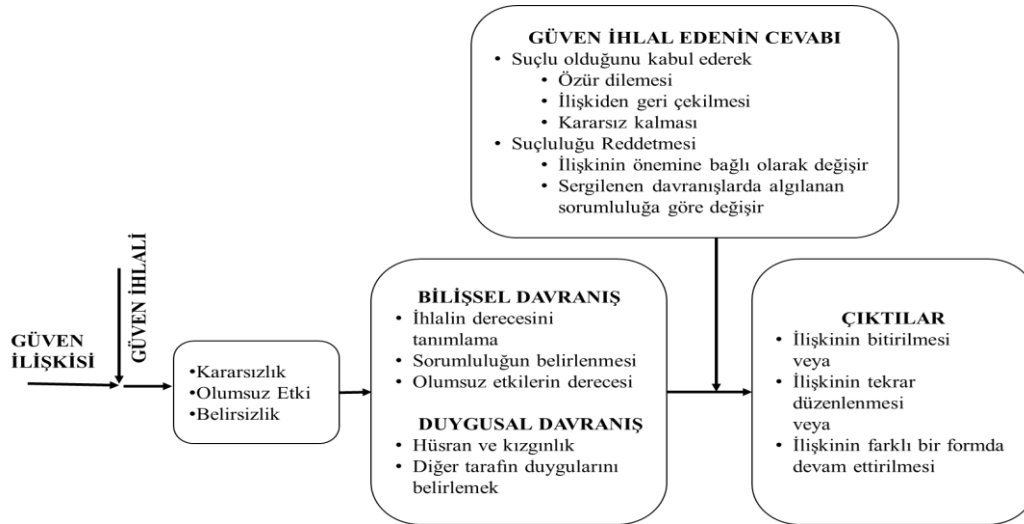 GÜVEN İHLAL EDENİN CEVABI
• Suçlu olduğunu kabul ederek
• Özür dilemesi
• İlişkiden geri çekilmesi
• Kararsız kalması
• Suçluluğu Reddetmesi
• İlişkinin önemine bağlı olarak değişir
• Sergilenen davranışlarda algılanan
sorumluluğa göre değişir
GÜVEN
İLİŞKİSİ
GÜVEN İHLALİ
•Kararsızlık
•Olumsuz Etki
•Belirsizlik
BİLİŞSEL DAVRANIŞ
• İhlalin derecesini
tanımlama
• Sorumluluğun belirlenmesi
• Olumsuz etkilerin derecesi
DUYGUSAL DAVRANIŞ
• Hüsran ve kızgınlık
• Diğer tarafın duygularını
belirlemek
ÇIKTILAR
• İlişkinin bitirilmesi
veya
• İlişkinin tekrar
düzenlenmesi
veya
• İlişkinin farklı bir formda
devam ettirilmesi